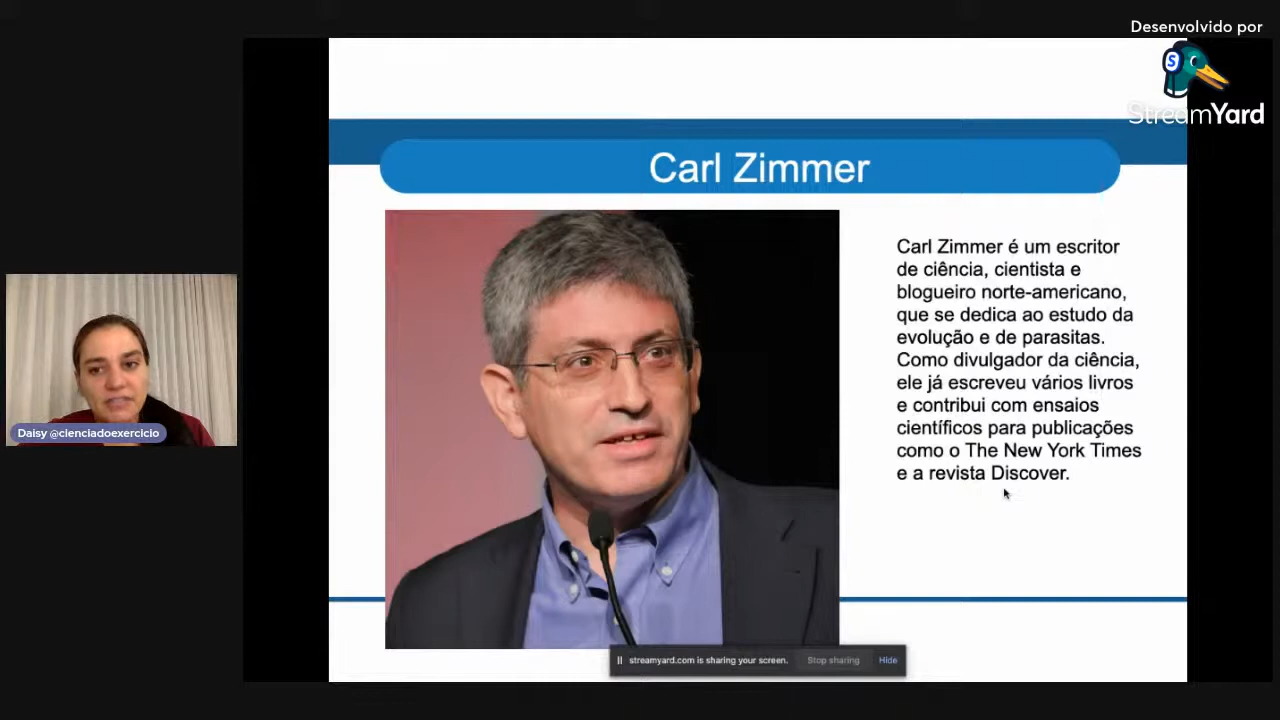 Desenvolvido por
StreamYard
Carl Zimmer
Carl Zimmer é um escritor
de ciência, cientista e
blogueiro norte-americano,
que se dedica ao estudo da
evolução e de parasitas.
Como divulgador da ciência,
ele já escreveu vários livros
e contribui com ensaios
científicos para publicações
como o The New York Times
e a revista Discover.
Daisy @cienciadoexercicio
streamyard.com is sharing your screen. Stop sharing Hide